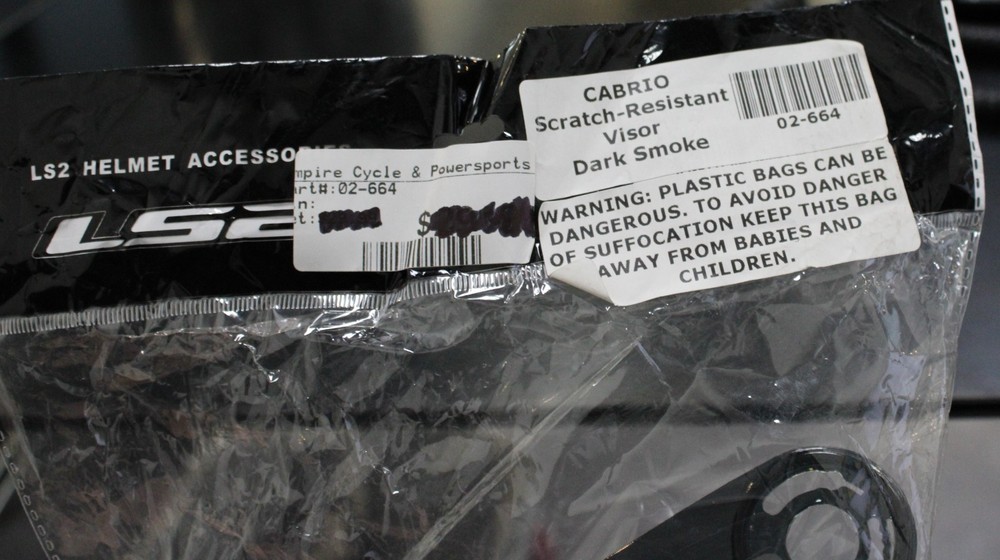 LS2 HELMET ACCESSORIES
LS2
mpire Cycle & Powersports
rt#:02-664
n:
t:
$
CABRIO
Scratch-Resistant
Visor
Dark Smoke
02-664
WARNING: PLASTIC BAGS CAN BE
DANGEROUS. TO AVOID DANGER
OF SUFFOCATION KEEP THIS BAG
AWAY FROM BABIES AND
CHILDREN.